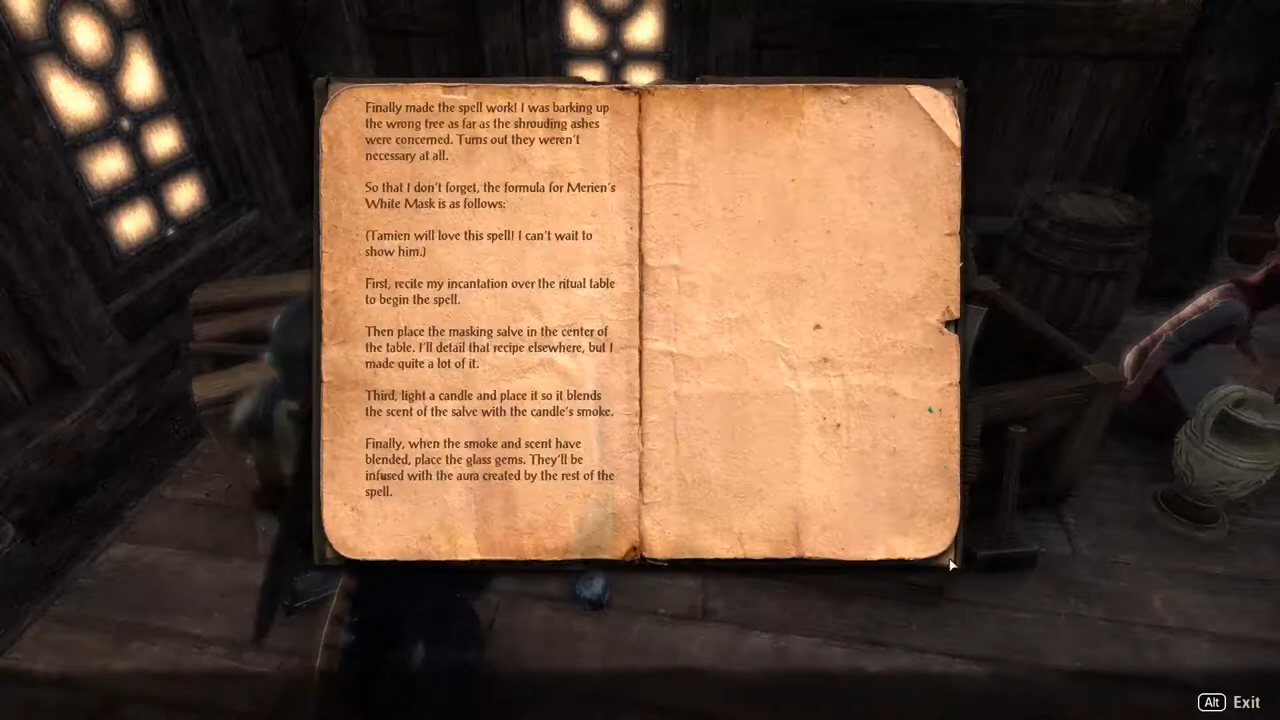 Finally made the spell work! I was barking up
the wrong tree as far as the shrouding ashes
were concerned. Turns out they weren't
necessary at all.
So that I don't forget, the formula for Merien's
White Mask is as follows:
(Tamien will love this spell! I can't wait to
show him.)
First, recite my incantation over the ritual table
to begin the spell.
Then place the masking salve in the center of
the table. I'll detail that recipe elsewhere, but I
made quite a lot of it.
Third, light a candle and place it so it blends
the scent of the salve with the candle's smoke.
Finally, when the smoke and scent have
blended, place the glass gems. They'll be
infused with the aura created by the rest of the
spell.
Alt Exit